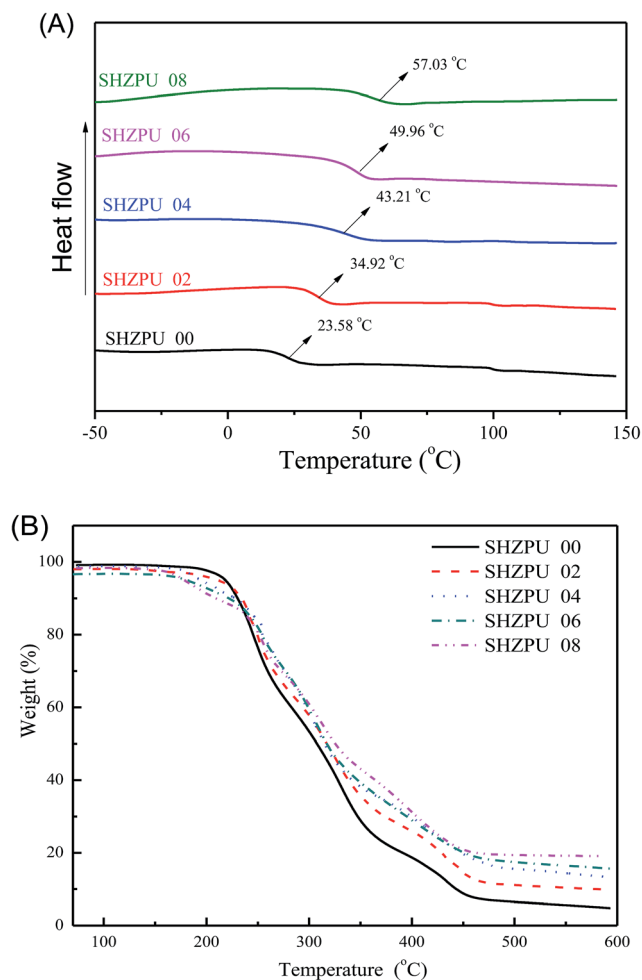 (A)
SHZPU 08
57.03 °C
SHZPU 06
49.96 °C
SHZPU 04
43.21 °C
SHZPU 02
34.92 °C
SHZPU 00
23.58 °C
Heat flow
-50 0 50 100 150
Temperature (°C)
(B)
100
80
60
40
20
0
Weight (%)
SHZPU 00
SHZPU 02
SHZPU 04
SHZPU 06
SHZPU 08
100 200 300 400 500 600
Temperature (°C)